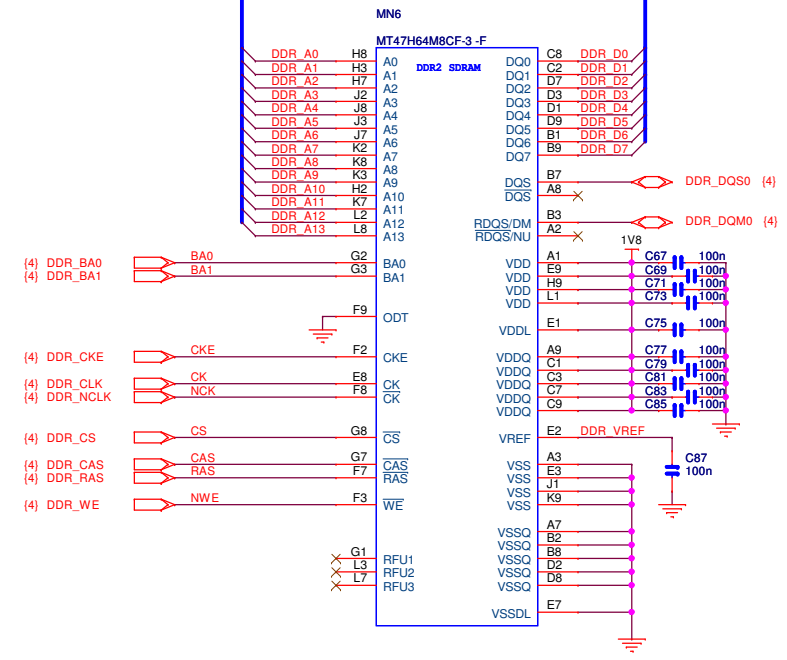 MN6
MT47H64M8CF-3 -F
DDR2 SDRAM
DDR_A0 H8 A0 DQ0 C8 DDR_D0
DDR_A1 H3 A1 DQ1 C2 DDR_D1
DDR_A2 H7 A2 DQ2 D7 DDR_D2
DDR_A3 J2 A3 DQ3 D3 DDR_D3
DDR_A4 J8 A4 DQ4 D1 DDR_D4
DDR_A5 J3 A5 DQ5 D9 DDR_D5
DDR_A6 J7 A6 DQ6 B1 DDR_D6
DDR_A7 K2 A7 DQ7 B9 DDR_D7
DDR_A8 K8 A8
DDR_A9 K3 A9 DQS B7 DDR_DQS0 {4}
DDR_A10 H2 A10 DQS A8
DDR_A11 K7 A11
DDR_A12 L2 A12 RDQS/DM B3 DDR_DQM0 {4}
DDR_A13 L8 A13 RDQS/NU A2
1V8
{4} DDR_BA0 BA0 G2 BA0 VDD A1 C67 100n
{4} DDR_BA1 BA1 G3 BA1 VDD E9 C69 100n
VDD H9 C71 100n
VDD L1 C73 100n
F9 ODT VDDL E1 C75 100n
{4} DDR_CKE CKE F2 CKE VDDQ A9 C77 100n
VDDQ C1 C79 100n
{4} DDR_CLK CK E8 CK VDDQ C3 C81 100n
{4} DDR_NCLK NCK F8 CK VDDQ C7 C83 100n
VDDQ C9 C85 100n
{4} DDR_CS CS G8 CS VREF E2 DDR_VREF
C87
100n
{4} DDR_CAS CAS G7 CAS VSS A3
{4} DDR_RAS RAS F7 RAS VSS E3
VSS J1
{4} DDR_WE NWE F3 WE VSS K9
VSSQ A7
VSSQ B2
G1 RFU1 VSSQ B8
L3 RFU2 VSSQ D2
L7 RFU3 VSSQ D8
VSSDL E7